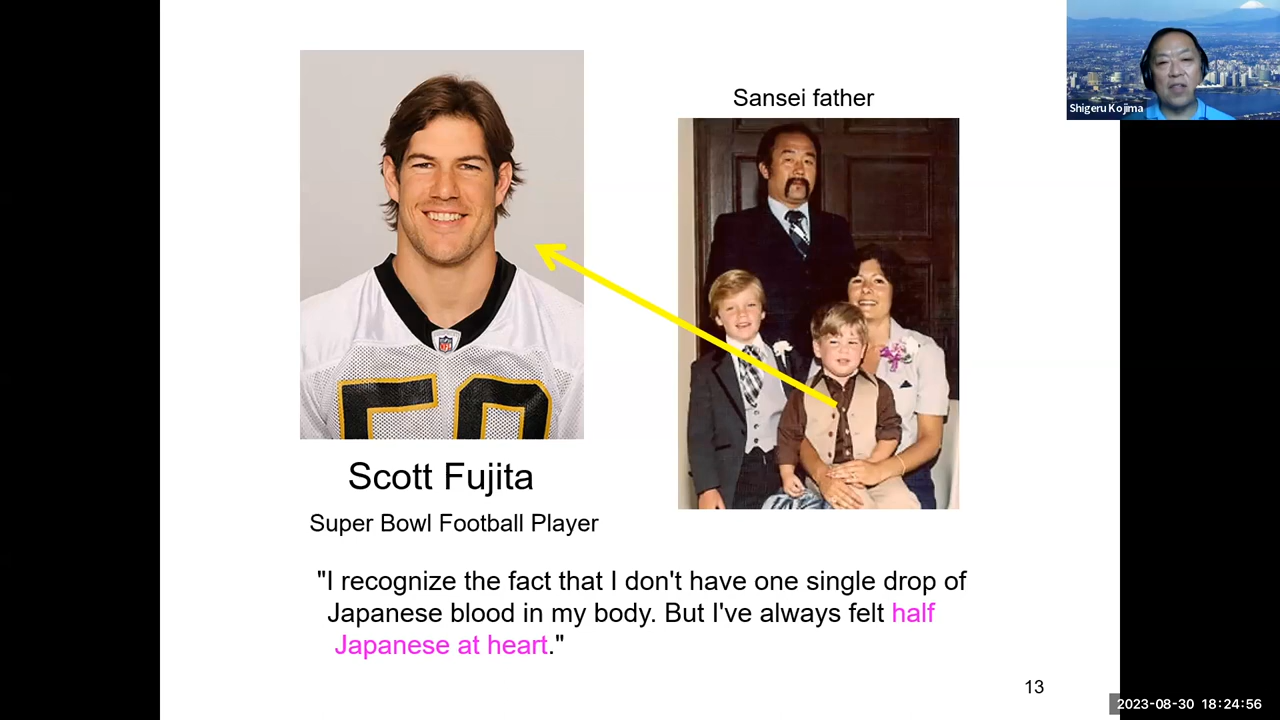 Shigeru Kojima
Sansei father
NFL
Scott Fujita
Super Bowl Football Player
"I recognize the fact that I don't have one single drop of
Japanese blood in my body. But I've always felt half
Japanese at heart."
13
2023-08-30 18:24:56